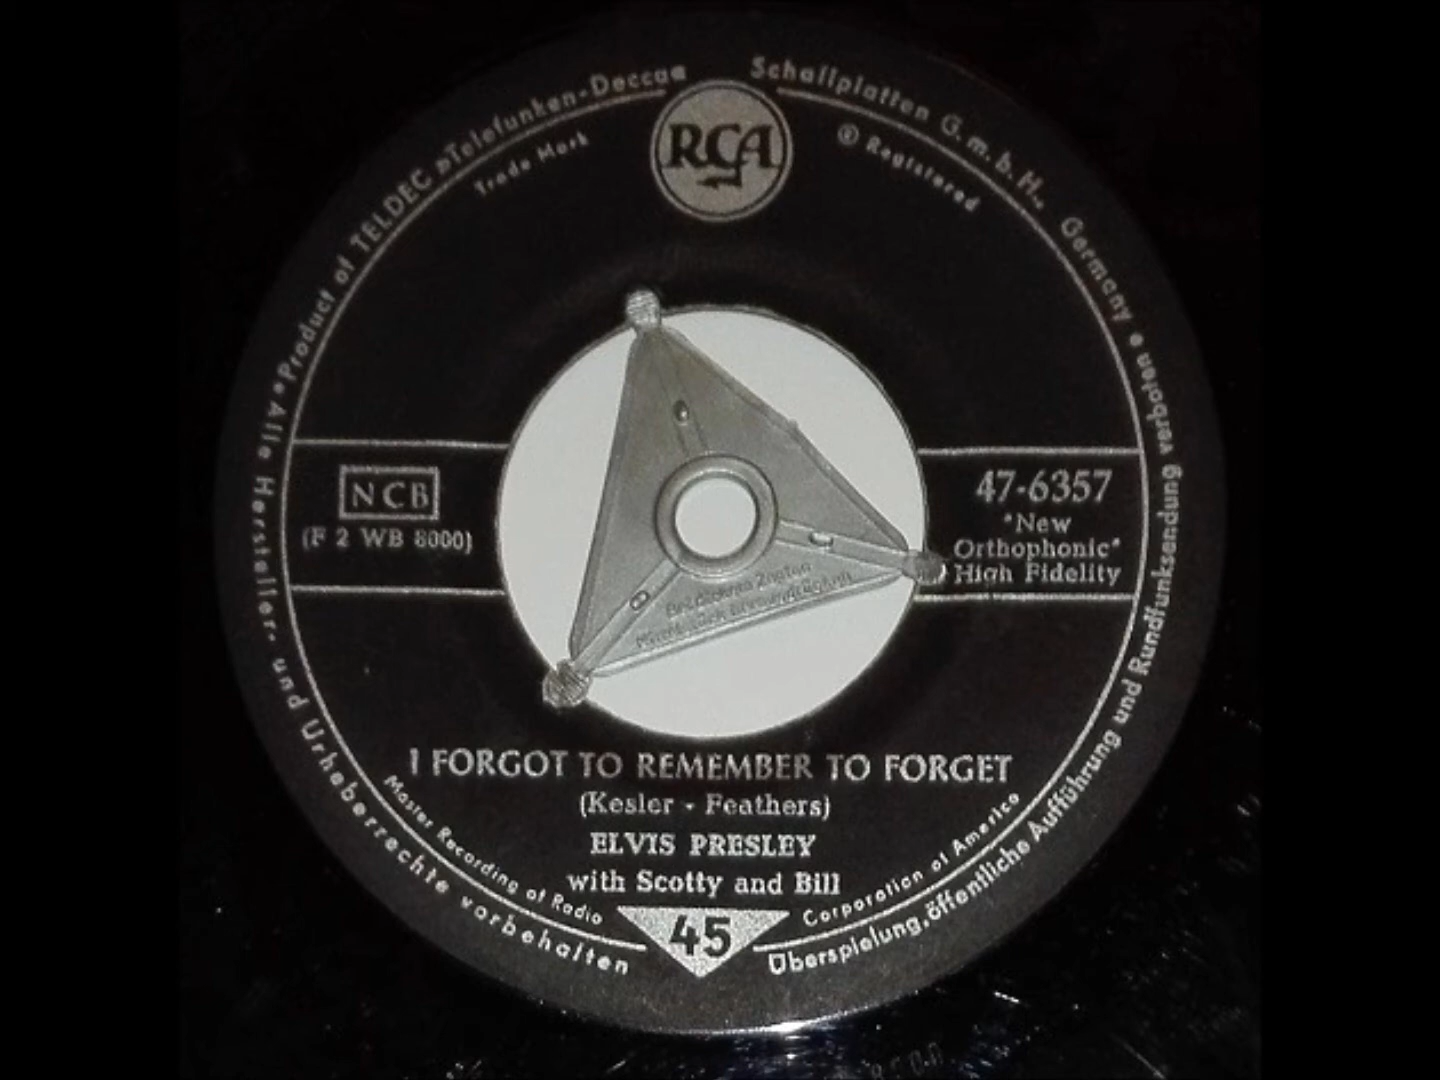 •Product of TELDEC »Telefunken-Decca« Schallplatten G.m.b.H., Germany •
Trade Mark
RCA
® Registered
NCB
(F 2 WB 8000)
47-6357
"New
Orthophonic"
High Fidelity
I FORGOT TO REMEMBER TO FORGET
(Kesler - Feathers)
ELVIS PRESLEY
with Scotty and Bill
45
Master Recording of Radio Corporation of America
Alle Hersteller- und Urheberrechte vorbehalten
Überspielung, öffentliche Aufführung und Rundfunksendung verboten •